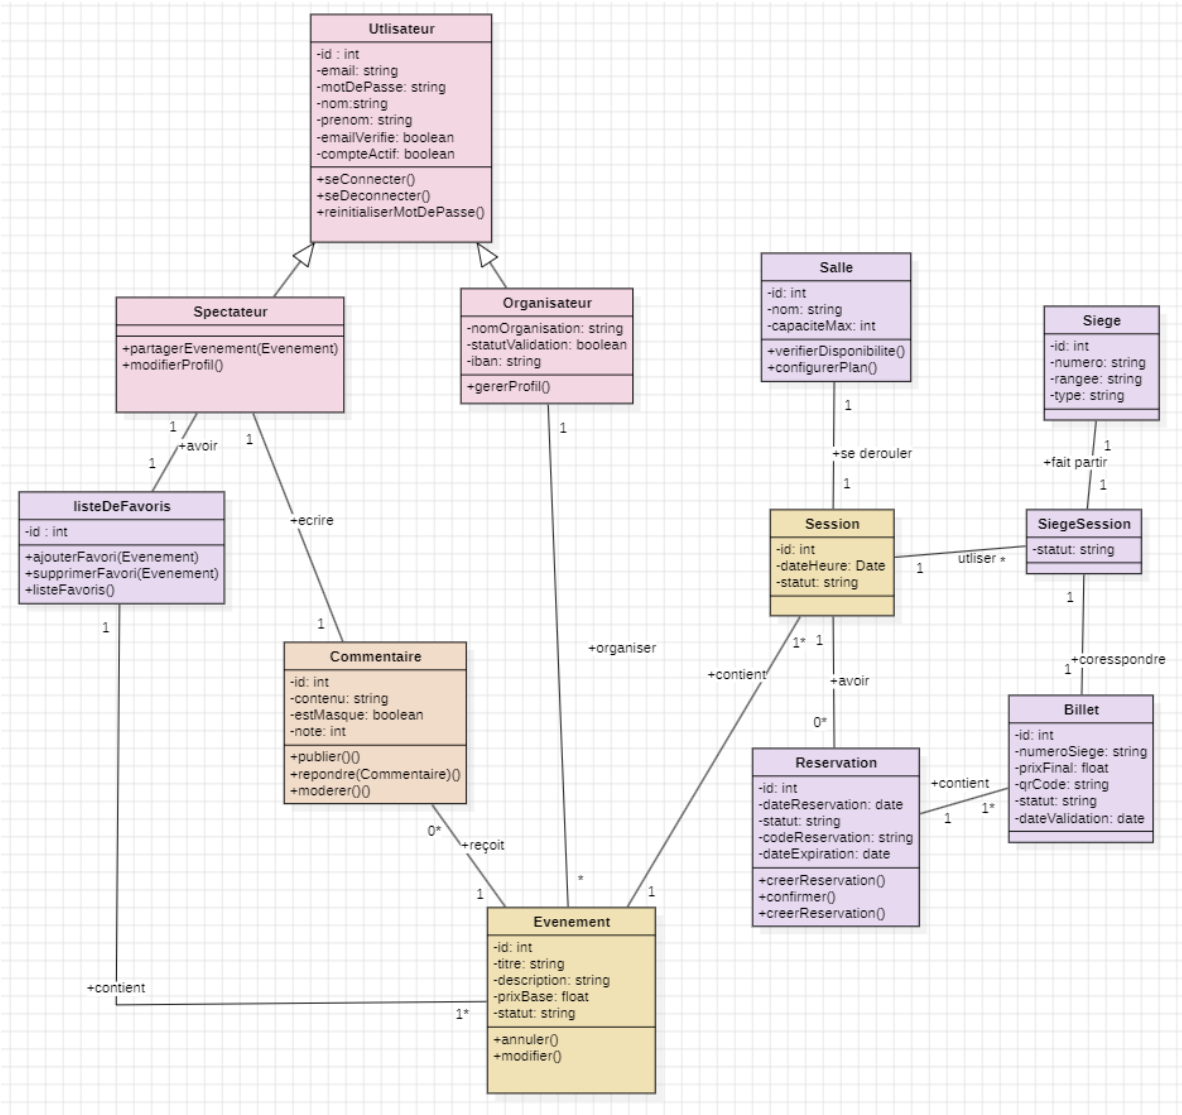 Utlisateur
-id : int
-email: string
-motDePasse: string
-nom:string
-prenom: string
-emailVerifie: boolean
-compteActif: boolean
+seConnecter()
+seDeconnecter()
+reinitialiserMotDePasse()
Spectateur
+partagerEvenement(Evenement)
+modifierProfil()
Organisateur
-nomOrganisation: string
-statutValidation: boolean
-iban: string
+gererProfil()
Salle
-id: int
-nom: string
-capaciteMax: int
+verifierDisponibilite()
+configurerPlan()
Siege
-id: int
-numero: string
-rangee: string
-type: string
1
+avoir
1
1
+ecrire
1
1
+organiser
*
1
+se derouler
1
1
+fait partir
1
listeDeFavoris
-id : int
+ajouterFavori(Evenement)
+supprimerFavori(Evenement)
+listeFavoris()
1
+contient
1*
Session
-id: int
-dateHeure: Date
-statut: string
1
utliser *
SiegeSession
-statut: string
1
+coresspondre
1
Commentaire
-id: int
-contenu: string
-estMasque: boolean
-note: int
+publier()()
+repondre(Commentaire)()
+moderer()()
0*
+reçoit
1
1*
+contient
1
1
+avoir
0*
Reservation
-id: int
-dateReservation: date
-statut: string
-codeReservation: string
-dateExpiration: date
+creerReservation()
+confirmer()
+creerReservation()
+contient
1
1*
Billet
-id: int
-numeroSiege: string
-prixFinal: float
-qrCode: string
-statut: string
-dateValidation: date
Evenement
-id: int
-titre: string
-description: string
-prixBase: float
-statut: string
+annuler()
+modifier()